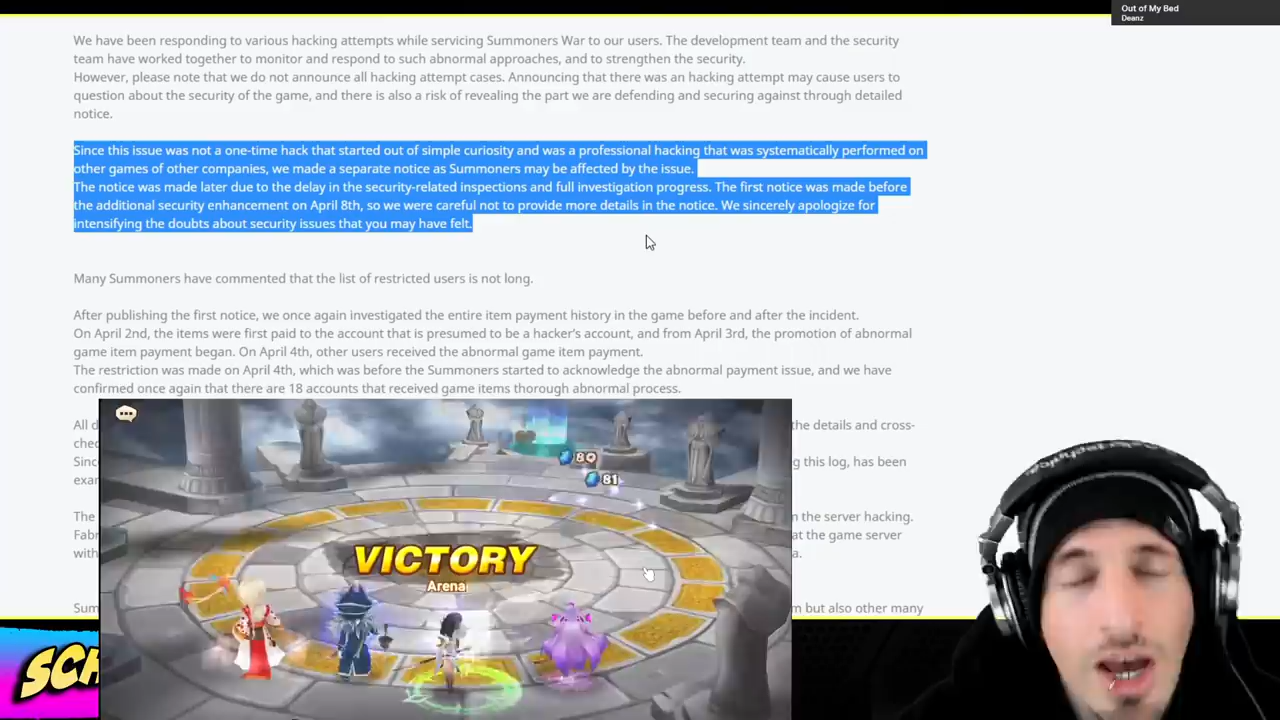 Out of My Bed
Deanz
We have been responding to various hacking attempts while servicing Summoners War to our users. The development team and the security
team have worked together to monitor and respond to such abnormal approaches, and to strengthen the security.
However, please note that we do not announce all hacking attempt cases. Announcing that there was an hacking attempt may cause users to
question about the security of the game, and there is also a risk of revealing the part we are defending and securing against through detailed
notice.
Since this issue was not a one-time hack that started out of simple curiosity and was a professional hacking that was systematically performed on
other games of other companies, we made a separate notice as Summoners may be affected by the issue.
The notice was made later due to the delay in the security-related inspections and full investigation progress. The first notice was made before
the additional security enhancement on April 8th, so we were careful not to provide more details in the notice. We sincerely apologize for
intensifying the doubts about security issues that you may have felt.
Many Summoners have commented that the list of restricted users is not long.
After publishing the first notice, we once again investigated the entire item payment history in the game before and after the incident.
On April 2nd, the items were first paid to the account that is presumed to be a hacker's account, and from April 3rd, the promotion of abnormal
game item payment began. On April 4th, other users received the abnormal game item payment.
The restriction was made on April 4th, which was before the Summoners started to acknowledge the abnormal payment issue, and we have
confirmed once again that there are 18 accounts that received game items thorough abnormal process.
All d the details and cross-
chec
Sinc g this log, has been
exar
The n the server hacking.
Fabr at the game server
with a.
Sum m but also other many
80
81
VICTORY
Arena
SCH